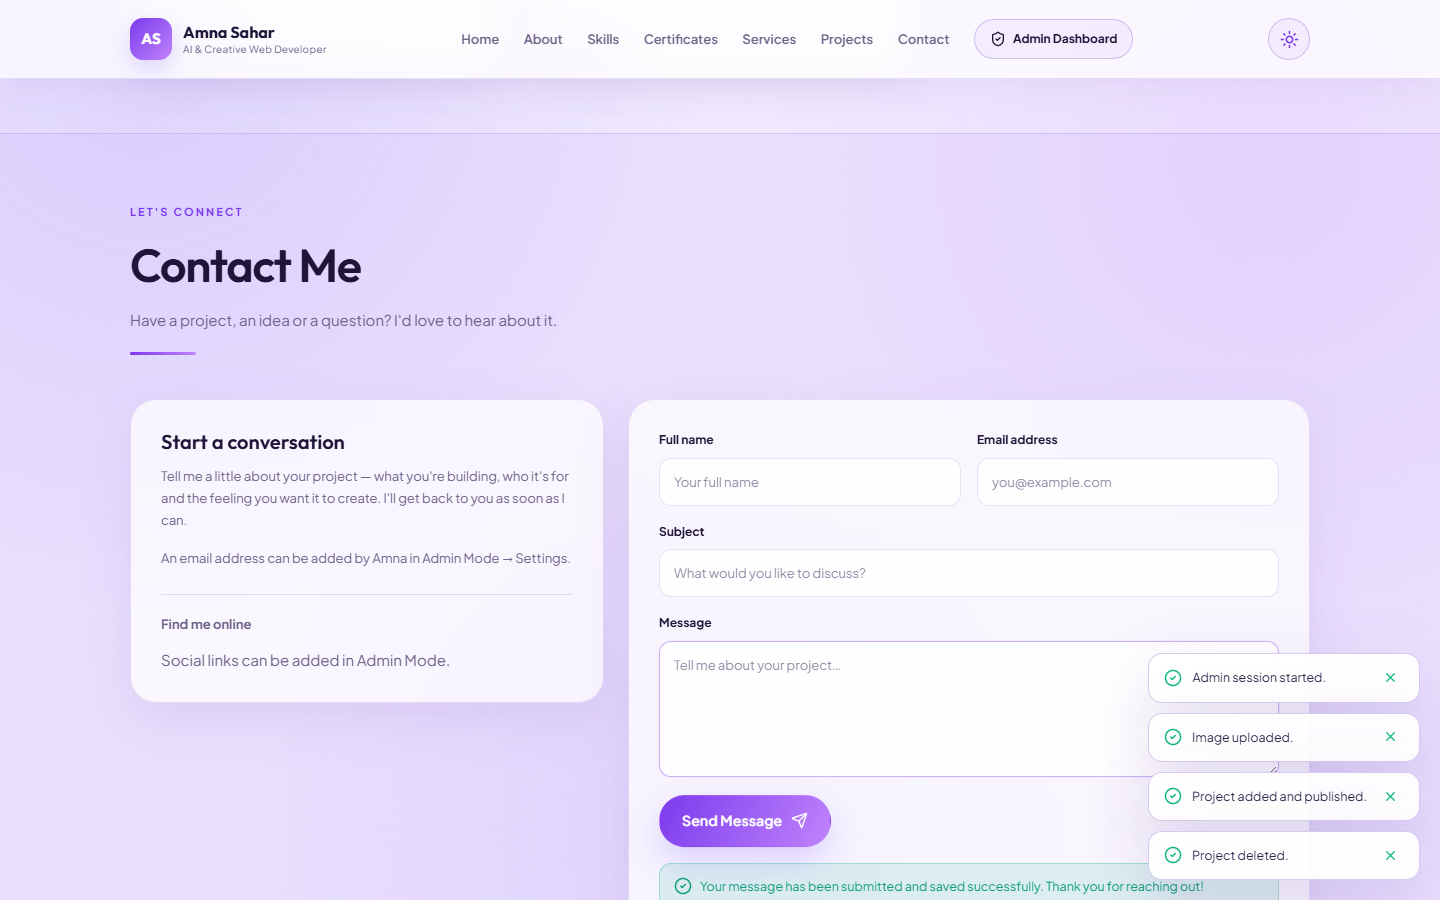 AS
Amna Sahar
AI & Creative Web Developer
Home
About
Skills
Certificates
Services
Projects
Contact
Admin Dashboard
LET'S CONNECT
Contact Me
Have a project, an idea or a question? I'd love to hear about it.
Start a conversation
Tell me a little about your project — what you're building, who it's for
and the feeling you want it to create. I'll get back to you as soon as I
can.
An email address can be added by Amna in Admin Mode → Settings.
Find me online
Social links can be added in Admin Mode.
Full name
Email address
Your full name
you@example.com
Subject
What would you like to discuss?
Message
Tell me about your project...
Send Message
Your message has been submitted and saved successfully. Thank you for reaching out!
Admin session started.
Image uploaded.
Project added and published.
Project deleted.